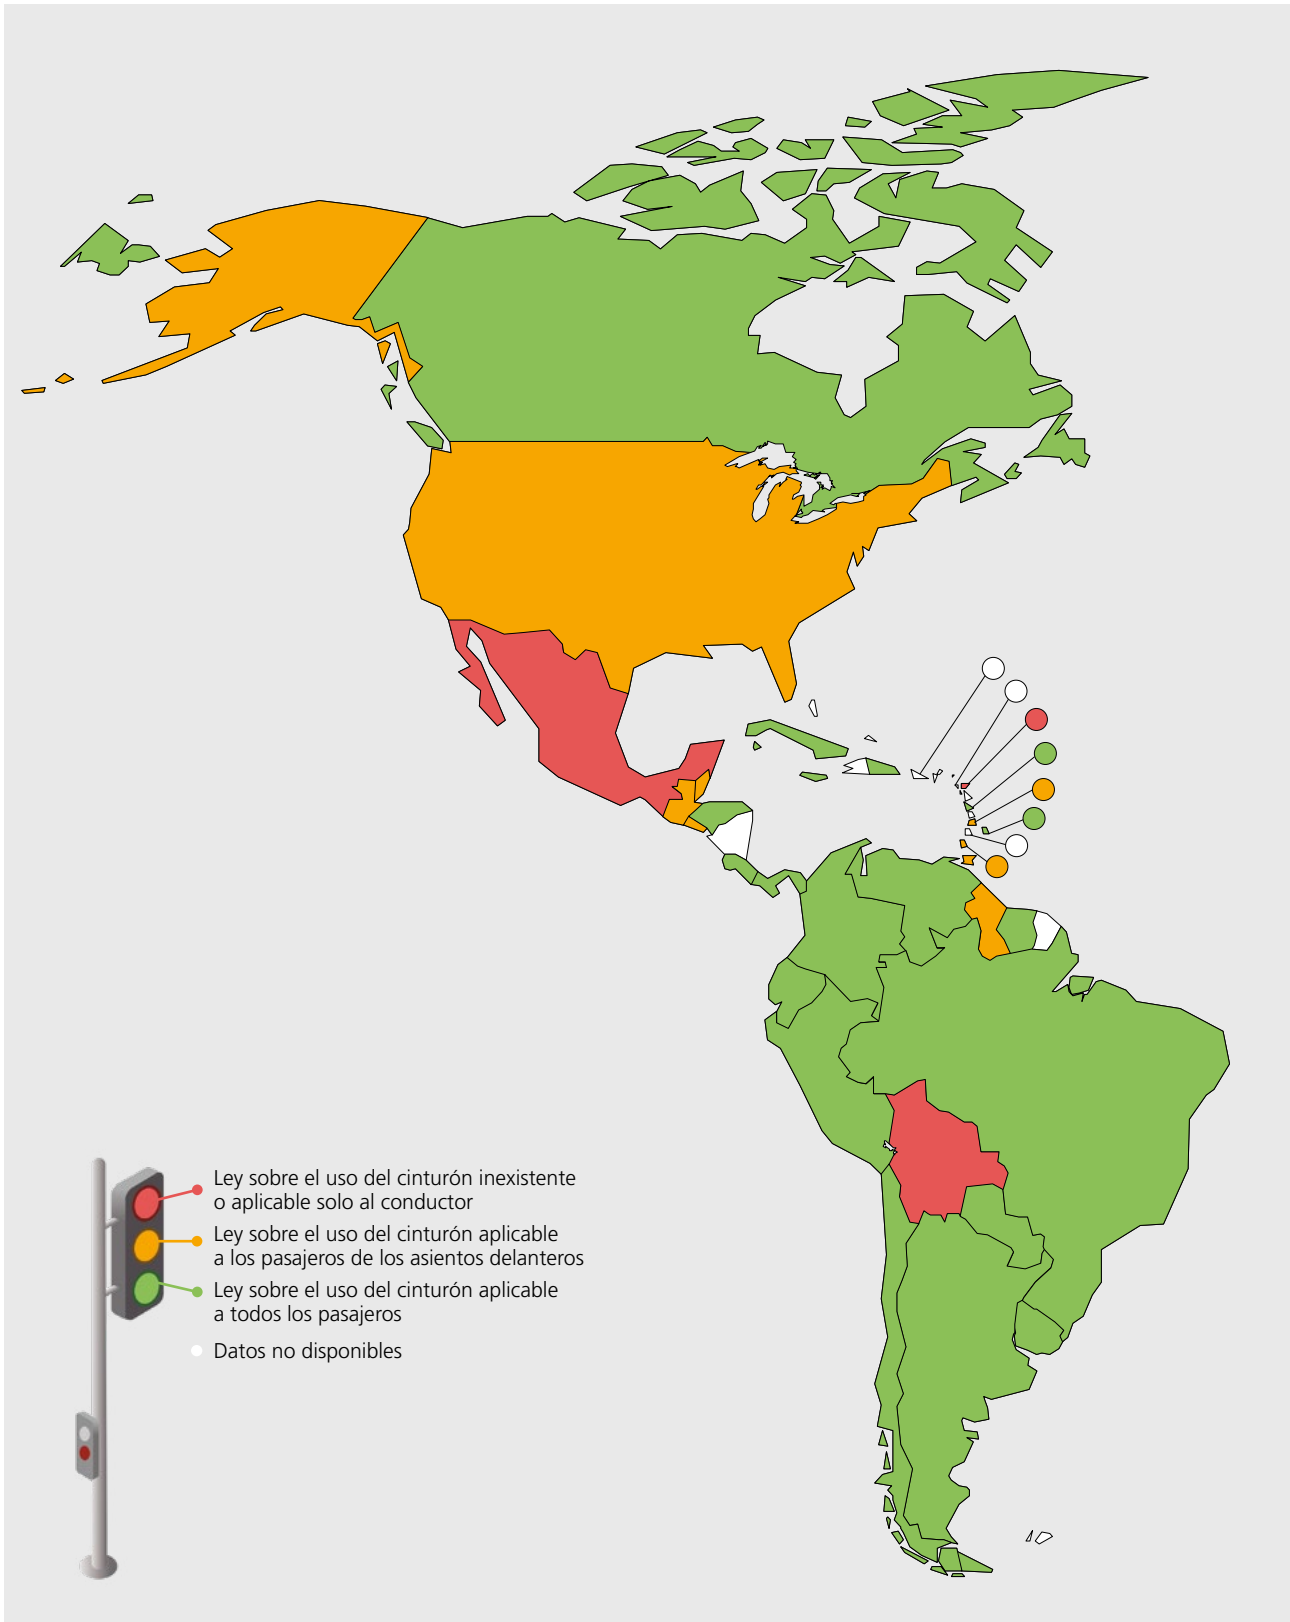 Ley sobre el uso del cinturón inexistente
o aplicable solo al conductor
Ley sobre el uso del cinturón aplicable
a los pasajeros de los asientos delanteros
Ley sobre el uso del cinturón aplicable
a todos los pasajeros
Datos no disponibles